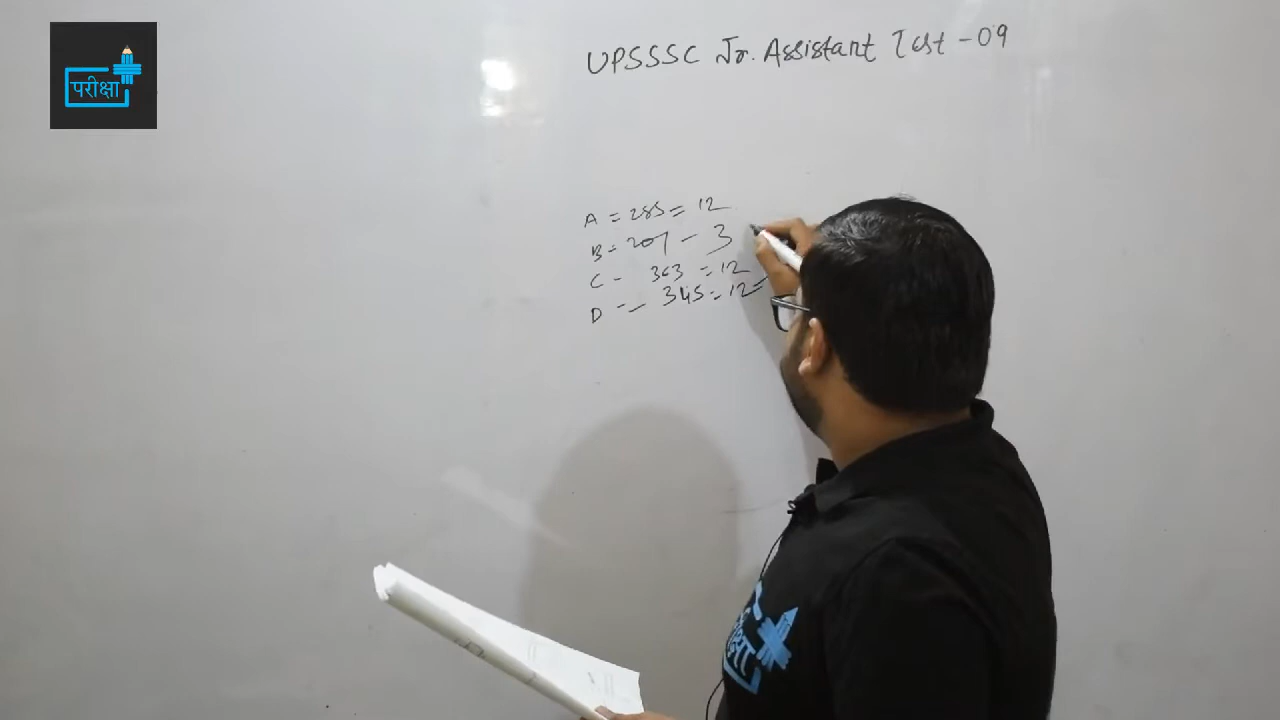 परीक्षा
UPSSSC Jr. Assistant Test - 09
A = 285 = 12
B = 207 - 3
C - 363 = 12
D - - 345 = 12 =